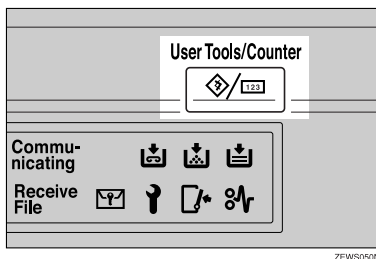 User Tools/Counter
123
Commu-
nicating
Receive
File
ZEWS050N